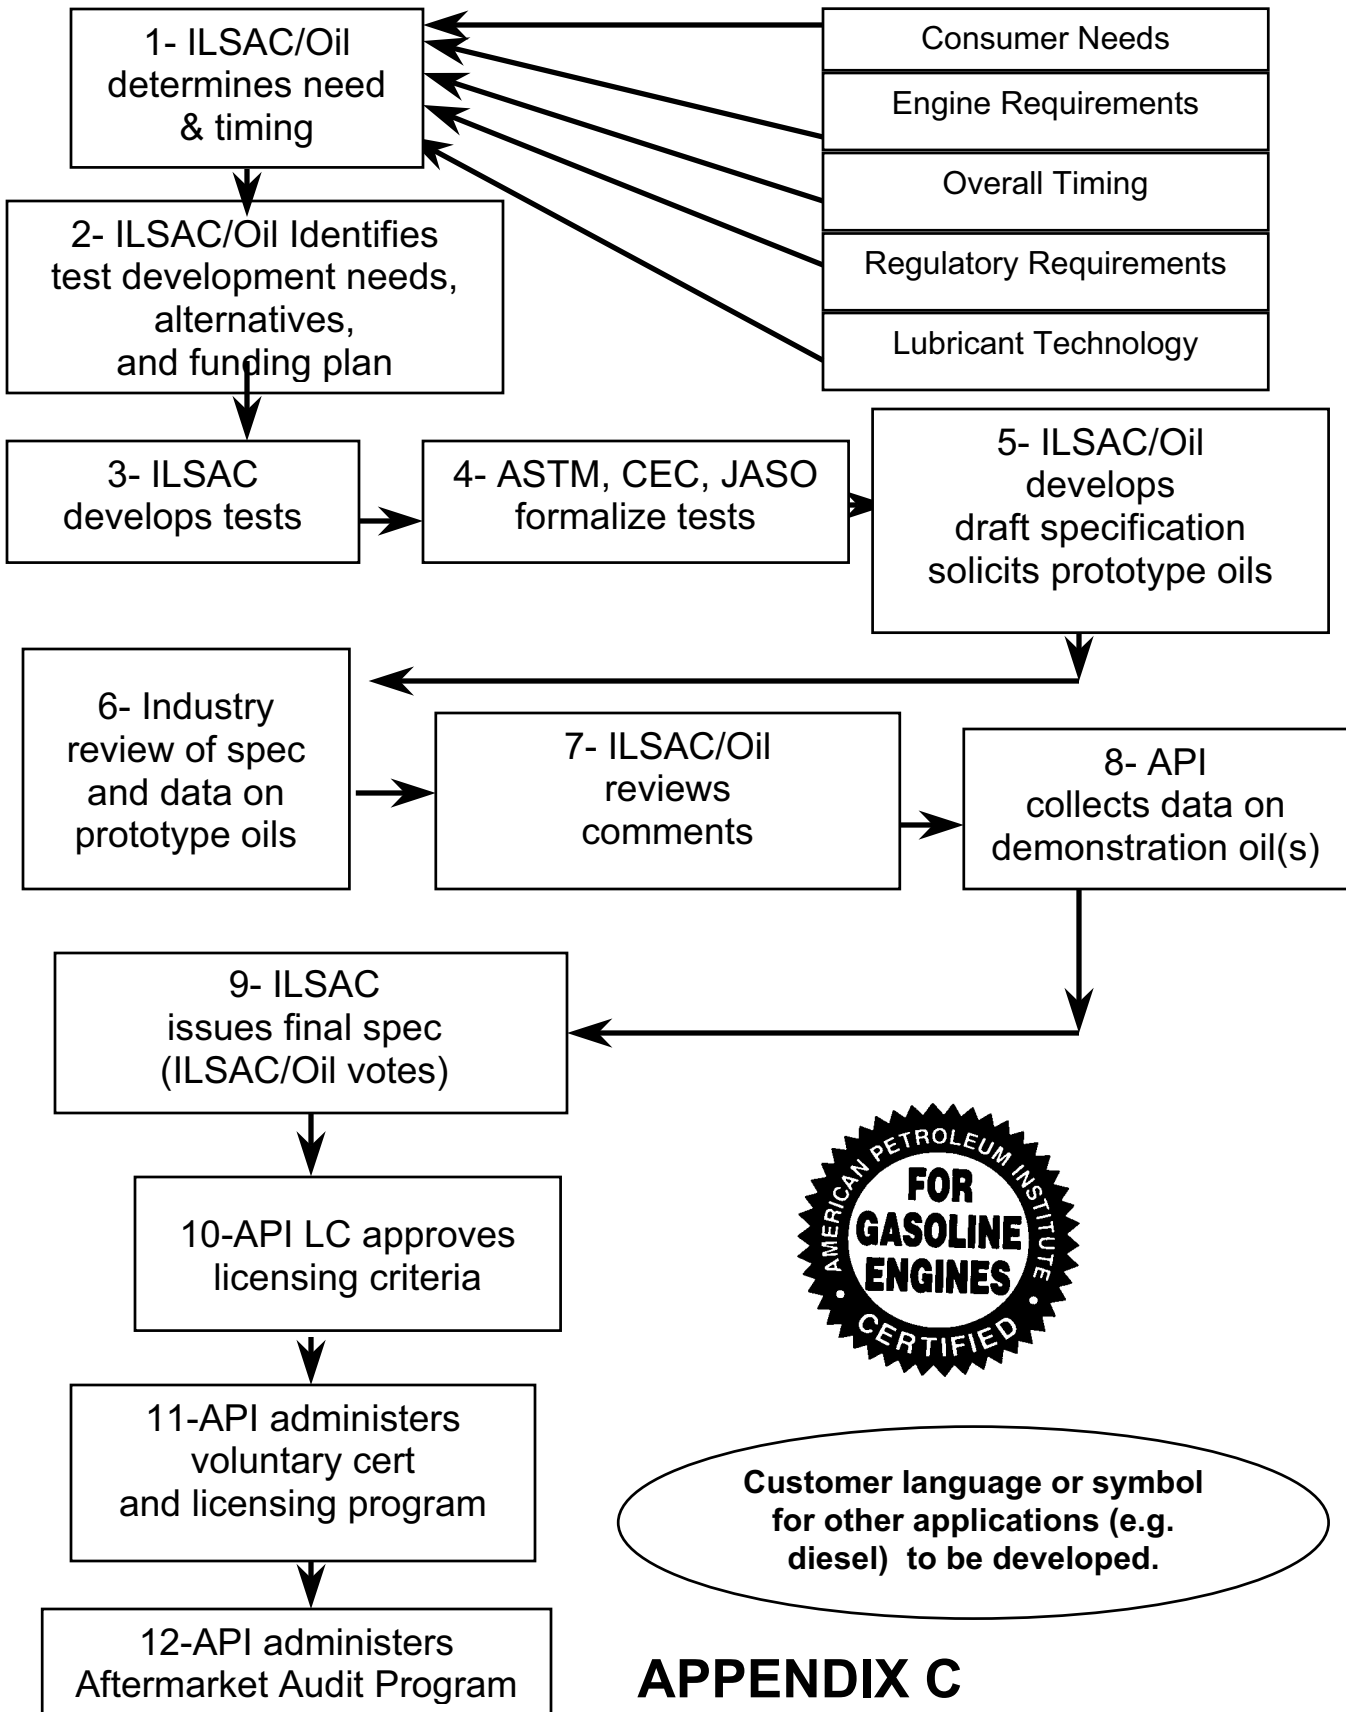 1- ILSAC/Oil
determines need
& timing
Consumer Needs
Engine Requirements
Overall Timing
Regulatory Requirements
Lubricant Technology
2- ILSAC/Oil Identifies
test development needs,
alternatives,
and funding plan
3- ILSAC
develops tests
4- ASTM, CEC, JASO
formalize tests
5- ILSAC/Oil
develops
draft specification
solicits prototype oils
6- Industry
review of spec
and data on
prototype oils
7- ILSAC/Oil
reviews
comments
8- API
collects data on
demonstration oil(s)
9- ILSAC
issues final spec
(ILSAC/Oil votes)
10-API LC approves
licensing criteria
AMERICAN PETROLEUM INSTITUTE
FOR
GASOLINE
ENGINES
CERTIFIED
11-API administers
voluntary cert
and licensing program
Customer language or symbol
for other applications (e.g.
diesel) to be developed.
12-API administers
Aftermarket Audit Program
APPENDIX C